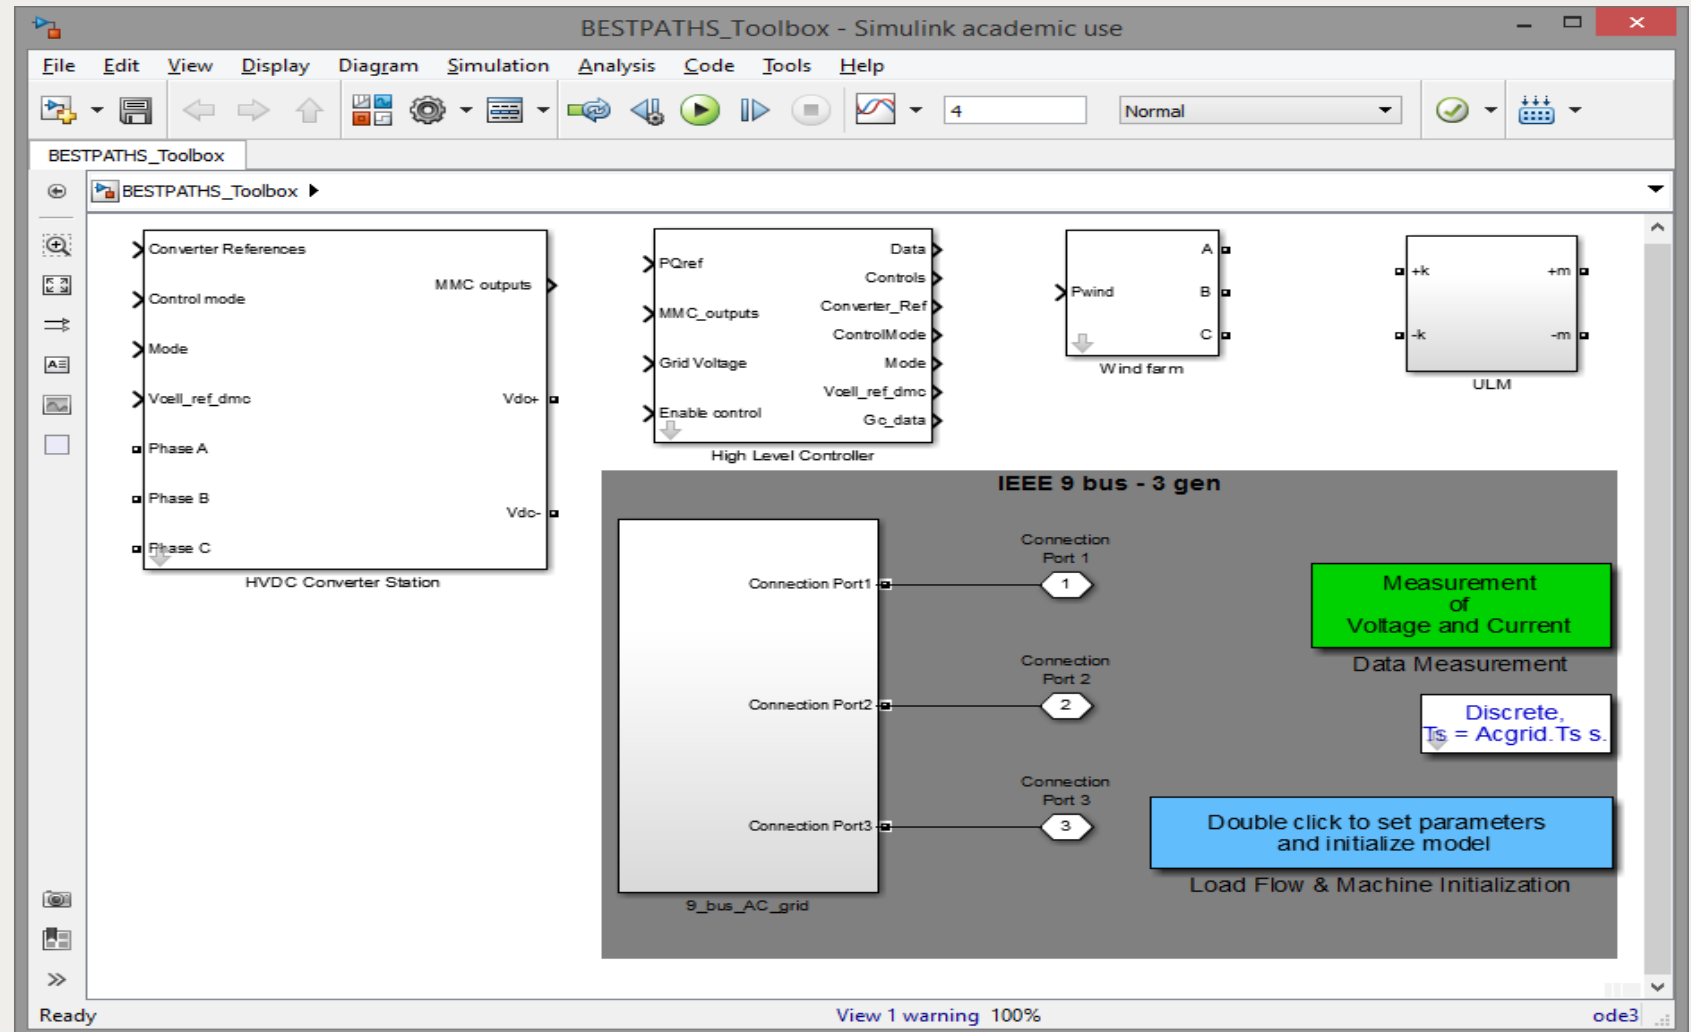 BESTPATHS_Toolbox - Simulink academic use
File Edit View Display Diagram Simulation Analysis Code Tools Help
4 Normal
BESTPATHS_Toolbox
BESTPATHS_Toolbox
Converter References
Control mode
Mode
Vcell_ref_dmc
Phase A
Phase B
Phase C
MMC outputs
Vdc+
Vdc-
HVDC Converter Station
PQref
MMC_outputs
Grid Voltage
Enable control
Data
Controls
Converter_Ref
ControlMode
Mode
Vcell_ref_dmc
Gc_data
High Level Controller
Pwind
A
B
C
Wind farm
+k
-k
+m
-m
ULM
IEEE 9 bus - 3 gen
Connection Port1
Connection Port2
Connection Port3
9_bus_AC_grid
Connection
Port 1
1
Connection
Port 2
2
Connection
Port 3
3
Measurement
of
Voltage and Current
Data Measurement
Discrete,
Ts = Acgrid.Ts s.
Double click to set parameters
and initialize model
Load Flow & Machine Initialization
Ready View 1 warning 100% ode3